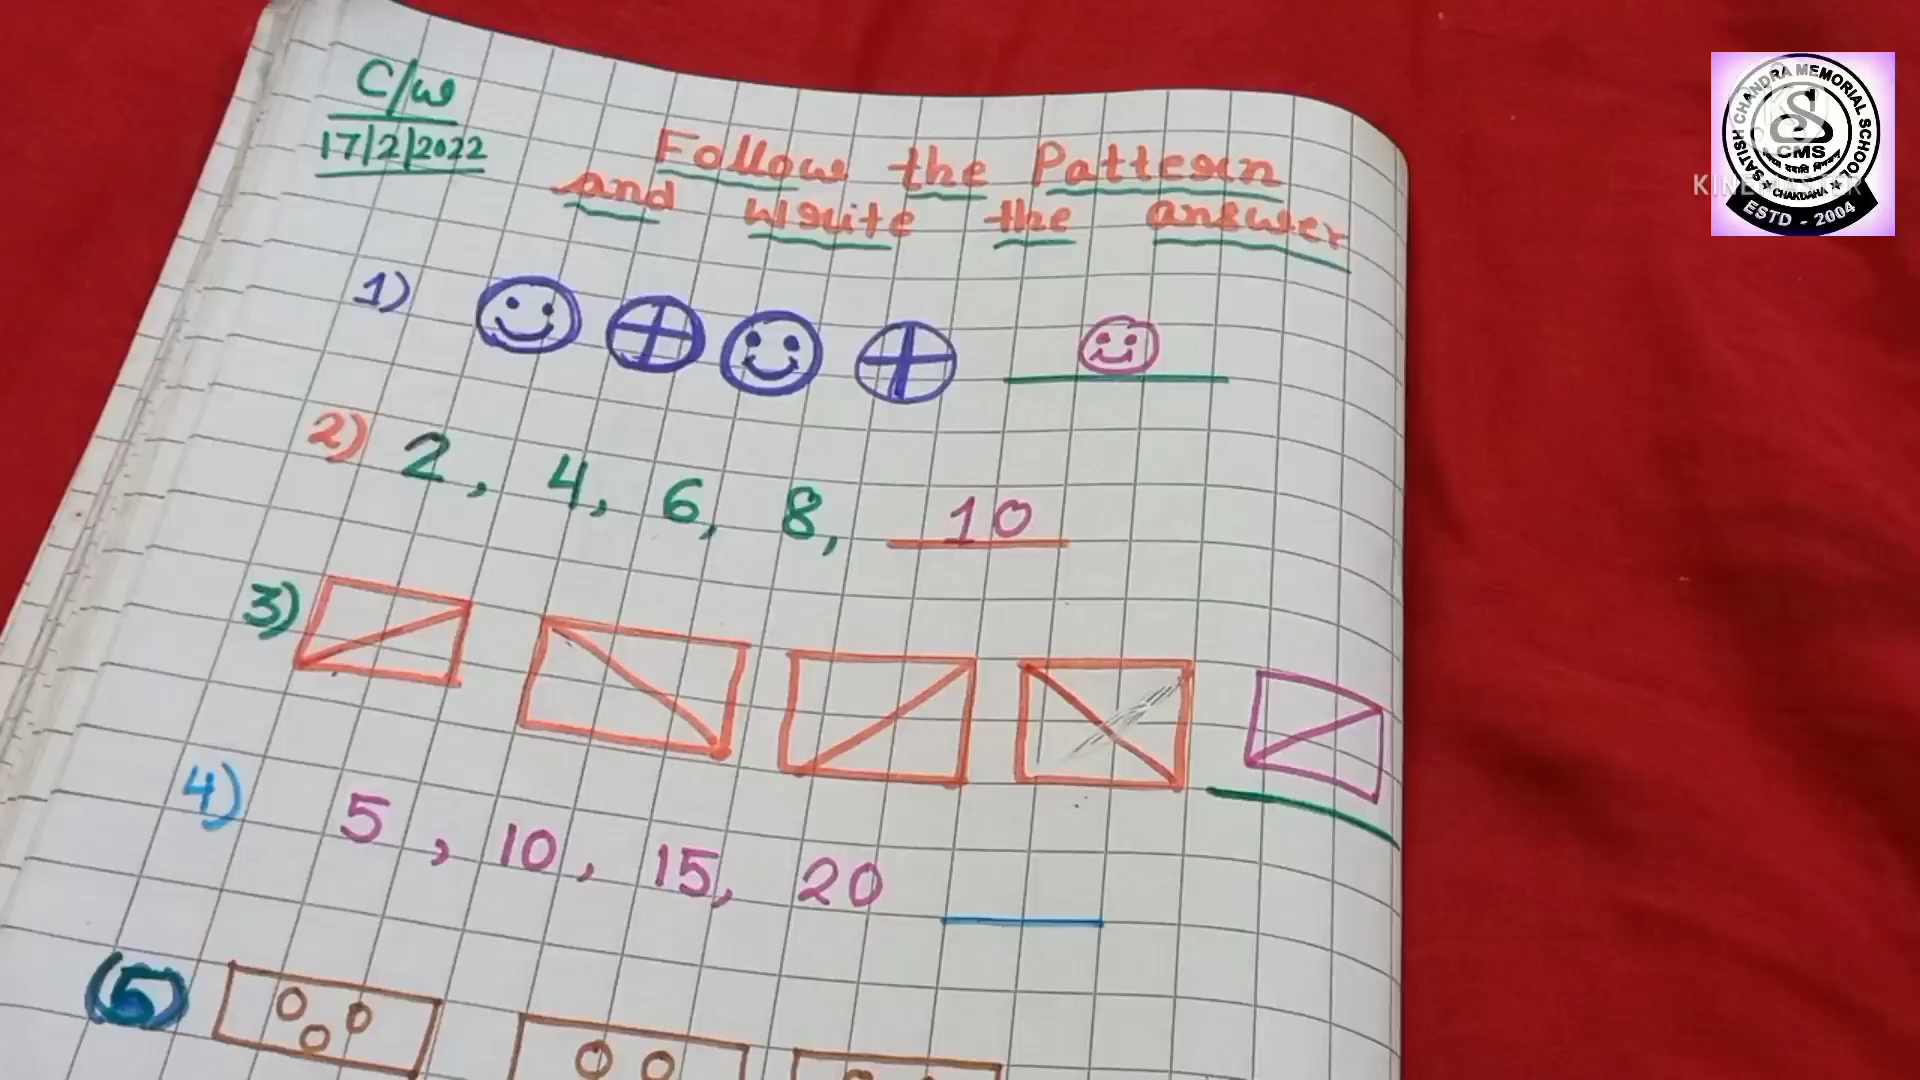 C/w
17/2/2022
Follow the Pattern
and write the answer
1)
2) 2, 4, 6, 8, 10
3)
4) 5, 10, 15, 20
(5)
SATISH CHANDRA MEMORIAL SCHOOL
CMS
CHAKDAHA
ESTD - 2004